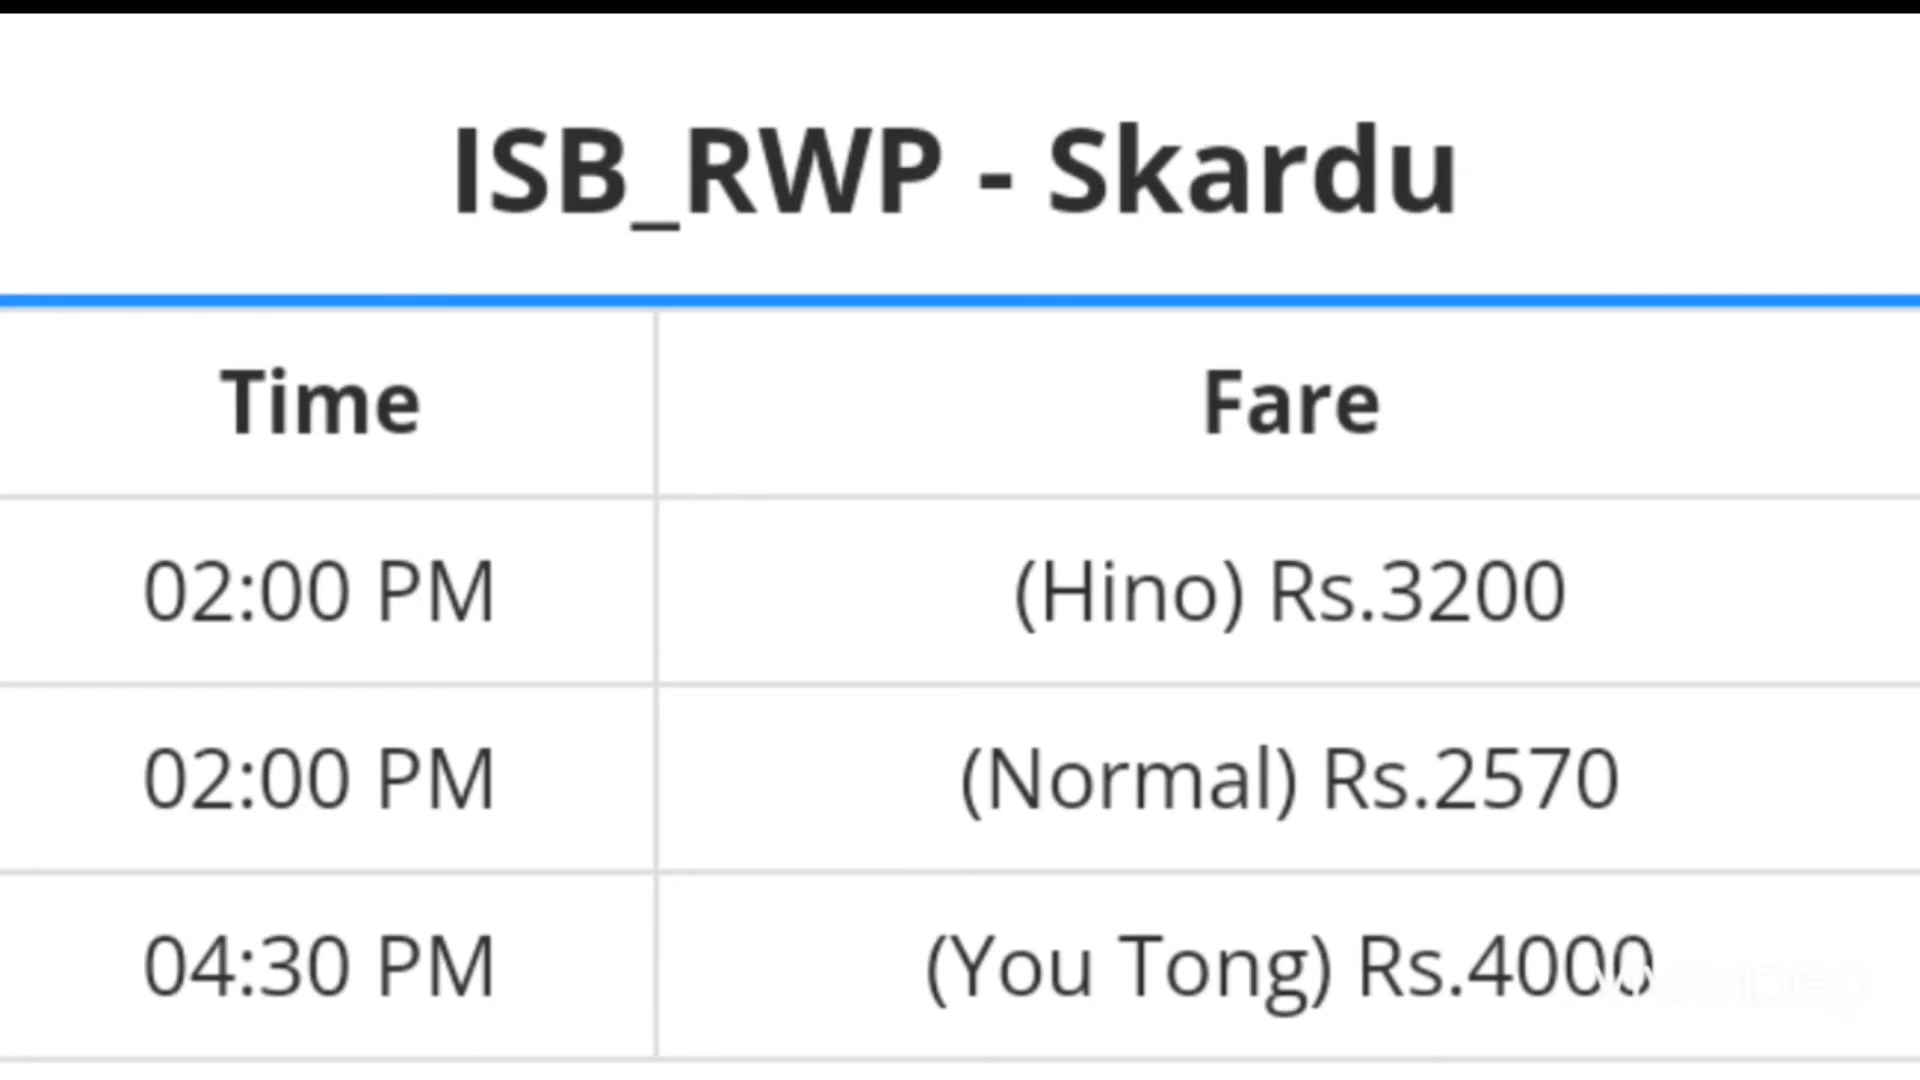 ISB_RWP - Skardu
Time Fare
02:00 PM (Hino) Rs.3200
02:00 PM (Normal) Rs.2570
04:30 PM (You Tong) Rs.4000